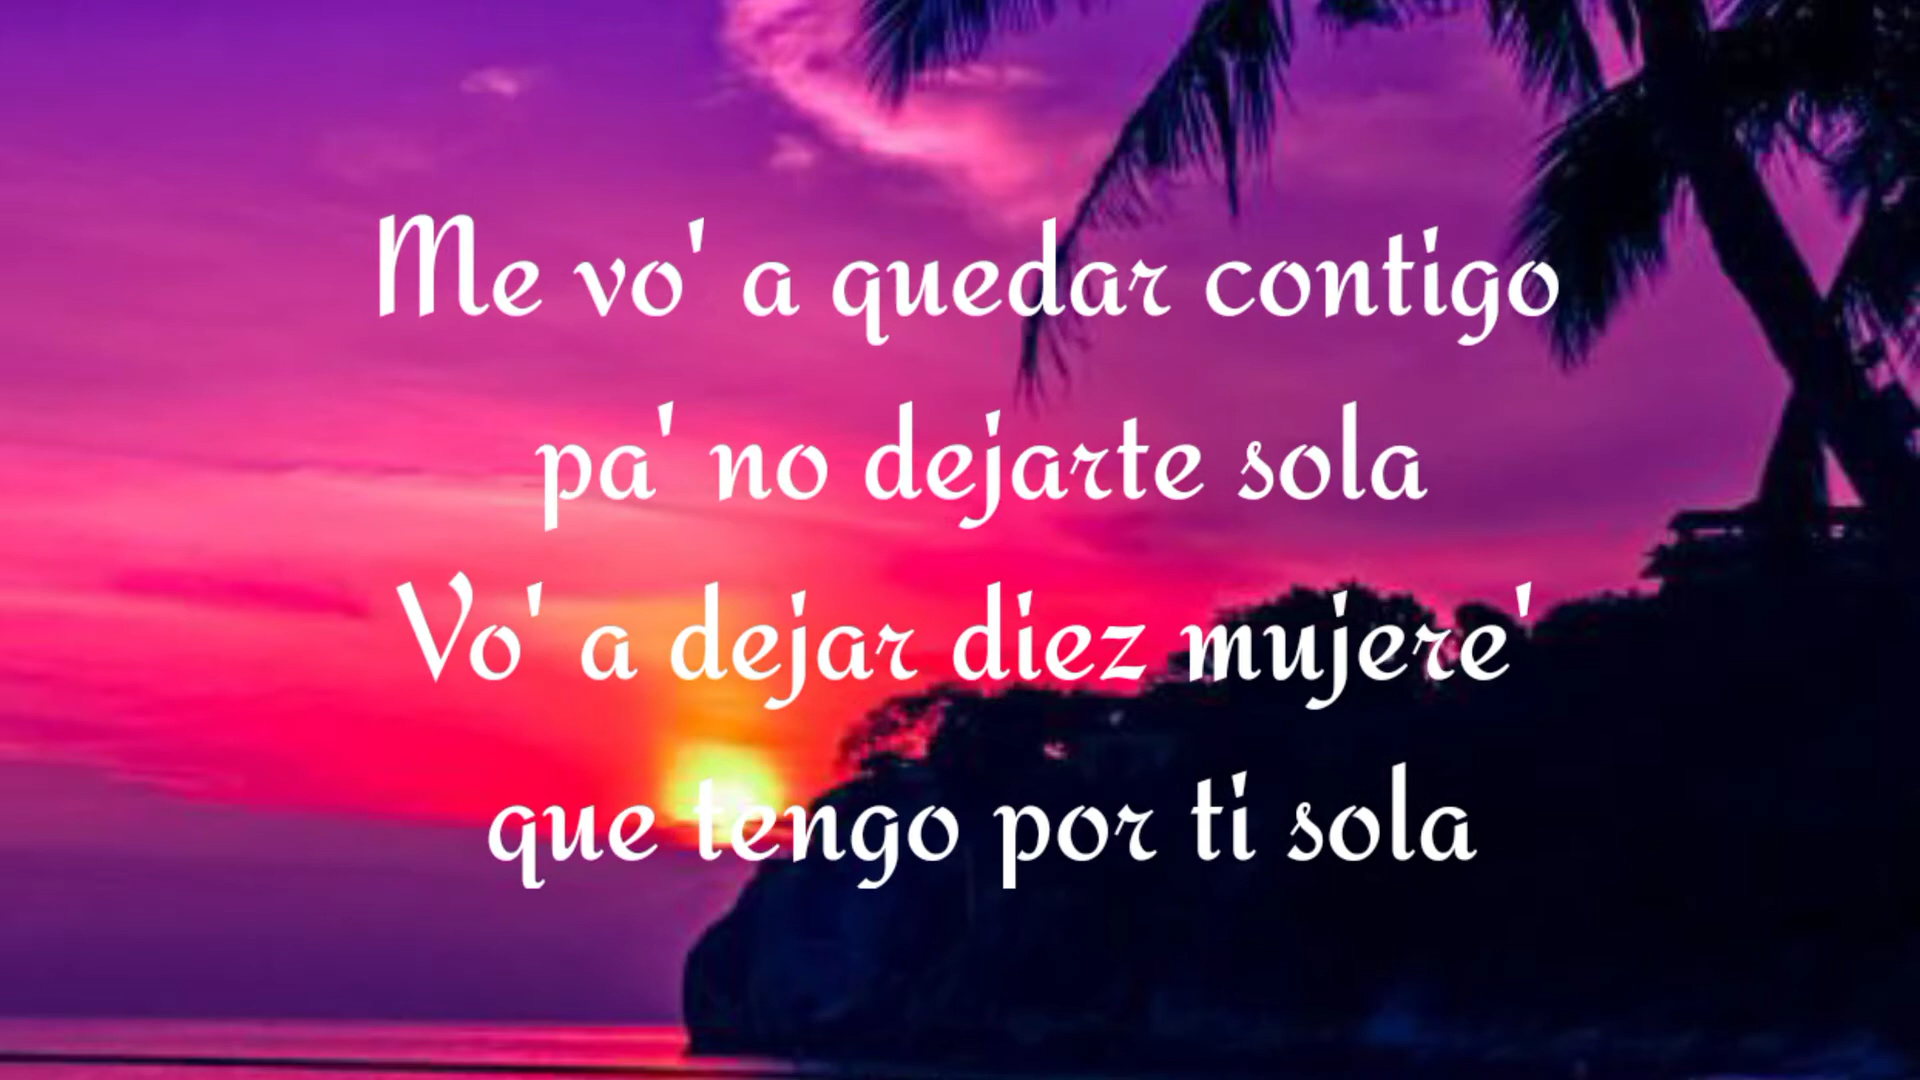 Me vo' a quedar contigo
pa' no dejarte sola
Vo' a dejar diez mujere'
que tengo por ti sola